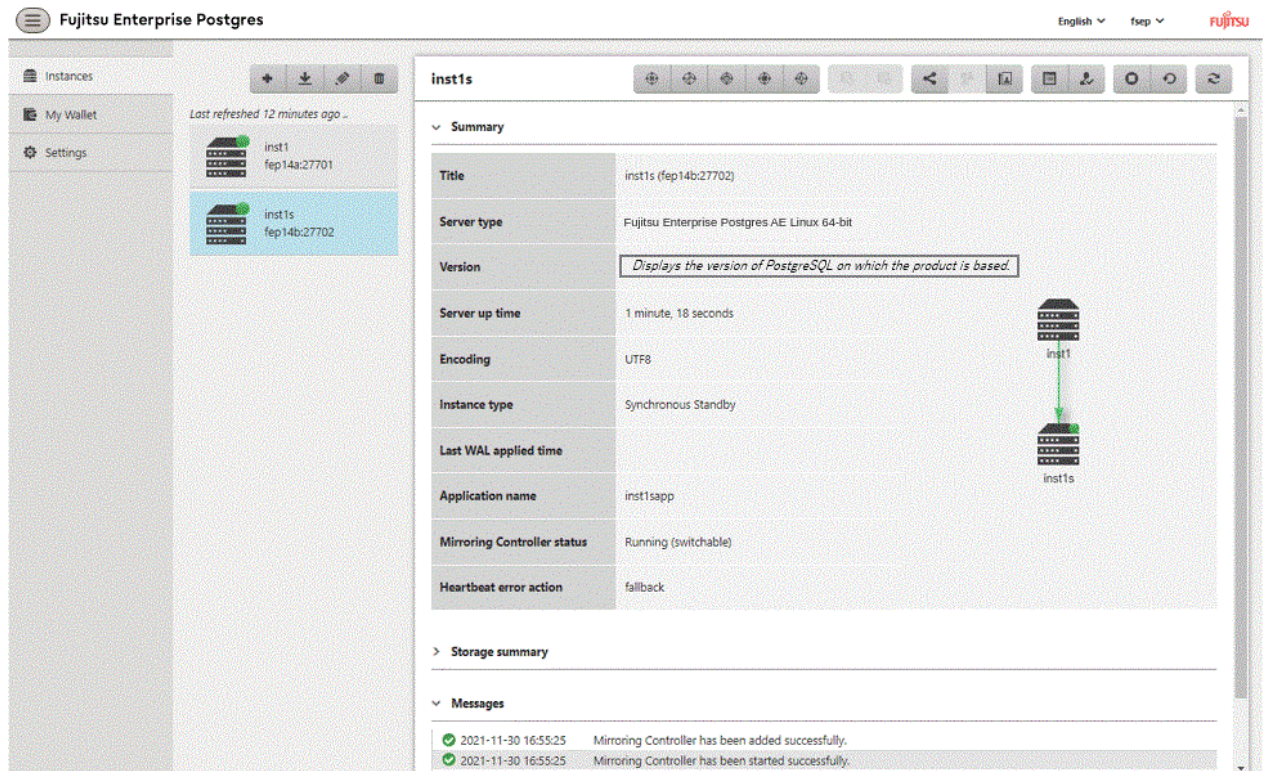 Fujitsu Enterprise Postgres
English
fsep
FUJITSU
Instances
My Wallet
Settings
Last refreshed 12 minutes ago ..
inst1
fep14a:27701
inst1s
fep14b:27702
inst1s
Summary
Title inst1s (fep14b:27702)
Server type Fujitsu Enterprise Postgres AE Linux 64-bit
Version Displays the version of PostgreSQL on which the product is based.
Server up time 1 minute, 18 seconds
Encoding UTF8
Instance type Synchronous Standby
Last WAL applied time
Application name inst1sapp
Mirroring Controller status Running (switchable)
Heartbeat error action fallback
inst1
inst1s
Storage summary
Messages
2021-11-30 16:55:25 Mirroring Controller has been added successfully.
2021-11-30 16:55:25 Mirroring Controller has been started successfully.